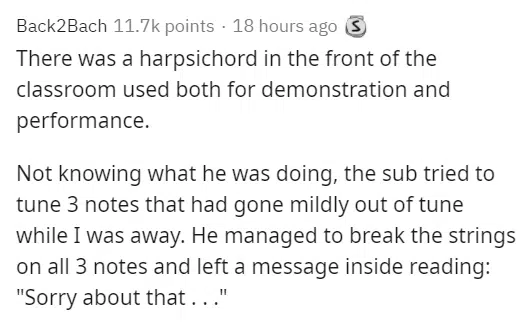 Back2Bach 11.7k points · 18 hours ago S
There was a harpsichord in the front of the
classroom used both for demonstration and
performance.
Not knowing what he was doing, the sub tried to
tune 3 notes that had gone mildly out of tune
while I was away. He managed to break the strings
on all 3 notes and left a message inside reading:
"Sorry about that . . ."